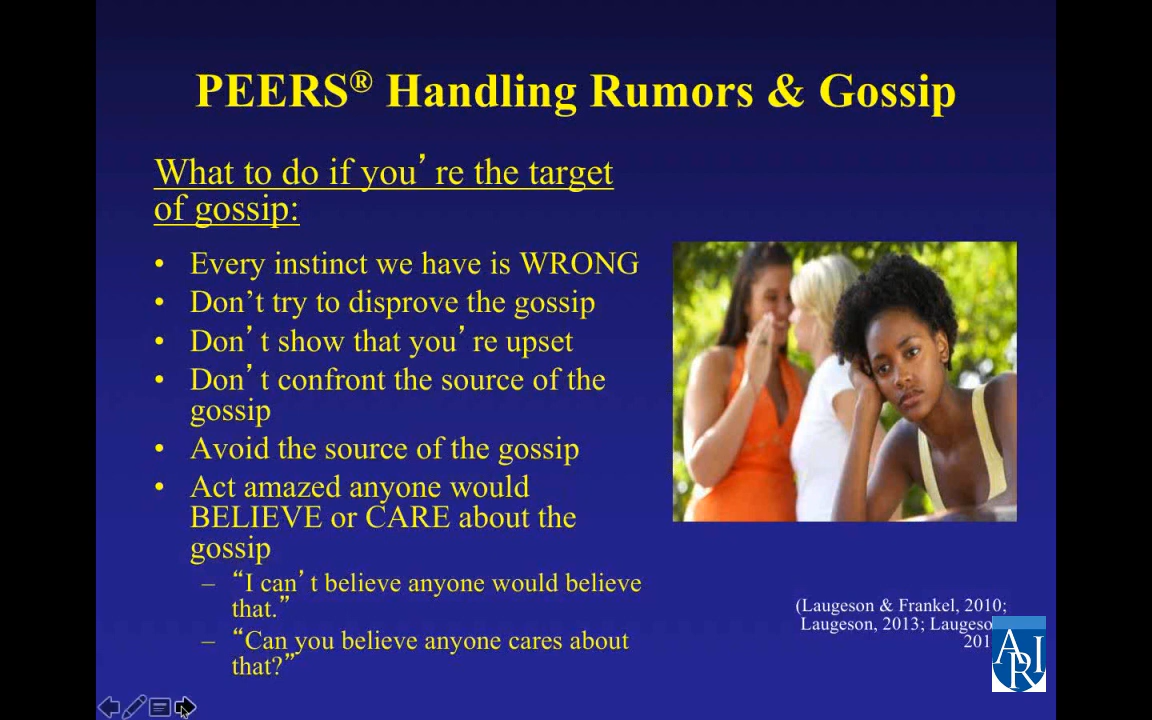 PEERS® Handling Rumors & Gossip
What to do if you’re the target
of gossip:
• Every instinct we have is WRONG
• Don’t try to disprove the gossip
• Don’t show that you’re upset
• Don’t confront the source of the
gossip
• Avoid the source of the gossip
• Act amazed anyone would
BELIEVE or CARE about the
gossip
– “I can’t believe anyone would believe
that.”
– “Can you believe anyone cares about
that?”
(Laugeson & Frankel, 2010;
Laugeson, 2013; Laugeso
201
ARI